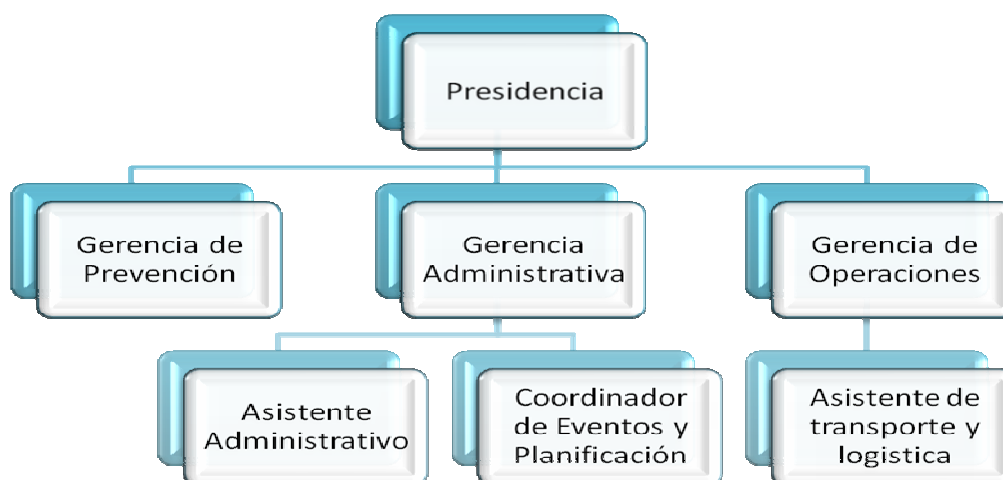 Presidencia
Gerencia de
Prevención
Gerencia
Administrativa
Gerencia de
Operaciones
Asistente
Administrativo
Coordinador
de Eventos y
Planificación
Asistente de
transporte y
logistica